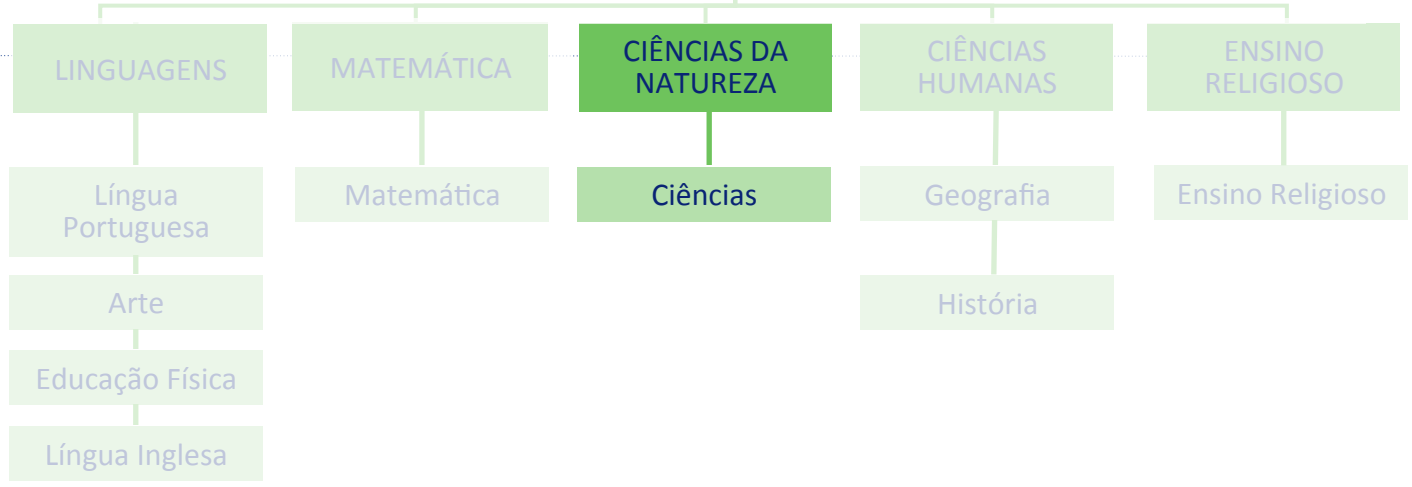 LINGUAGENS
MATEMÁTICA
CIÊNCIAS DA
NATUREZA
CIÊNCIAS
HUMANAS
ENSINO
RELIGIOSO
Língua
Portuguesa
Matemática
Ciências
Geografia
Ensino Religioso
Arte
História
Educação Física
Língua Inglesa